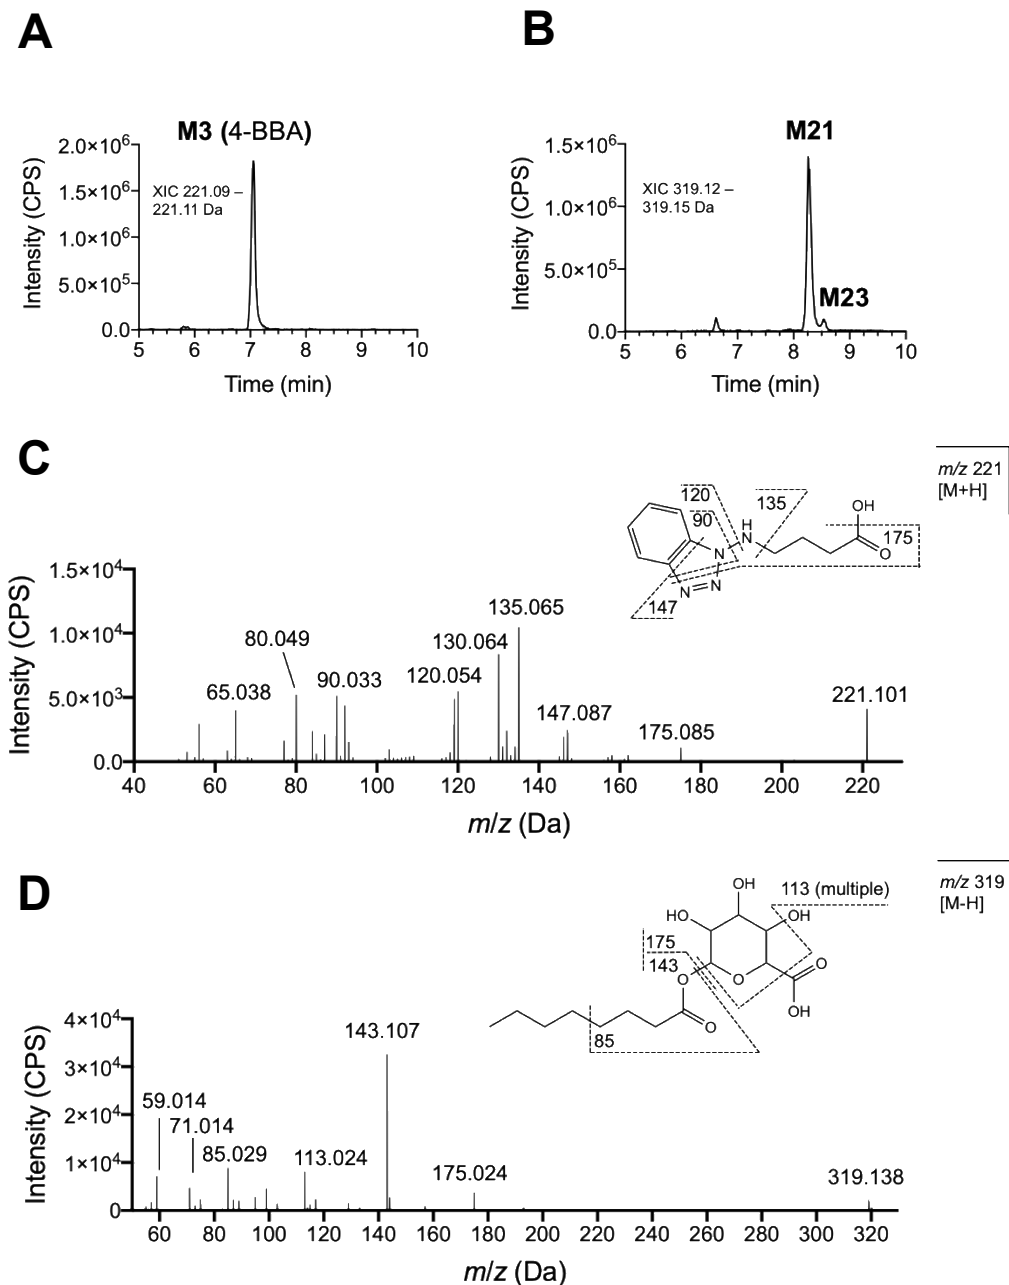 A
B
M3 (4-BBA)
M21
Intensity (CPS)
2.0×10⁶
1.5×10⁶
1.0×10⁶
5.0×10⁵
0.0
XIC 221.09 –
221.11 Da
5 6 7 8 9 10
Time (min)
Intensity (CPS)
1.5×10⁶
1.0×10⁶
5.0×10⁵
0.0
XIC 319.12 –
319.15 Da
M23
5 6 7 8 9 10
Time (min)
C
m/z 221
[M+H]
120
90
135
175
147
H
N
N
N
N
OH
O
Intensity (CPS)
1.5×10⁴
1.0×10⁴
5.0×10³
0.0
65.038
80.049
90.033
120.054
130.064
135.065
147.087
175.085
221.101
40 60 80 100 120 140 160 180 200 220
m/z (Da)
D
m/z 319
[M-H]
113 (multiple)
OH
HO
OH
175
143
O
O
O
OH
O
85
Intensity (CPS)
4×10⁴
3×10⁴
2×10⁴
1×10⁴
0
59.014
71.014
85.029
113.024
143.107
175.024
319.138
60 80 100 120 140 160 180 200 220 240 260 280 300 320
m/z (Da)